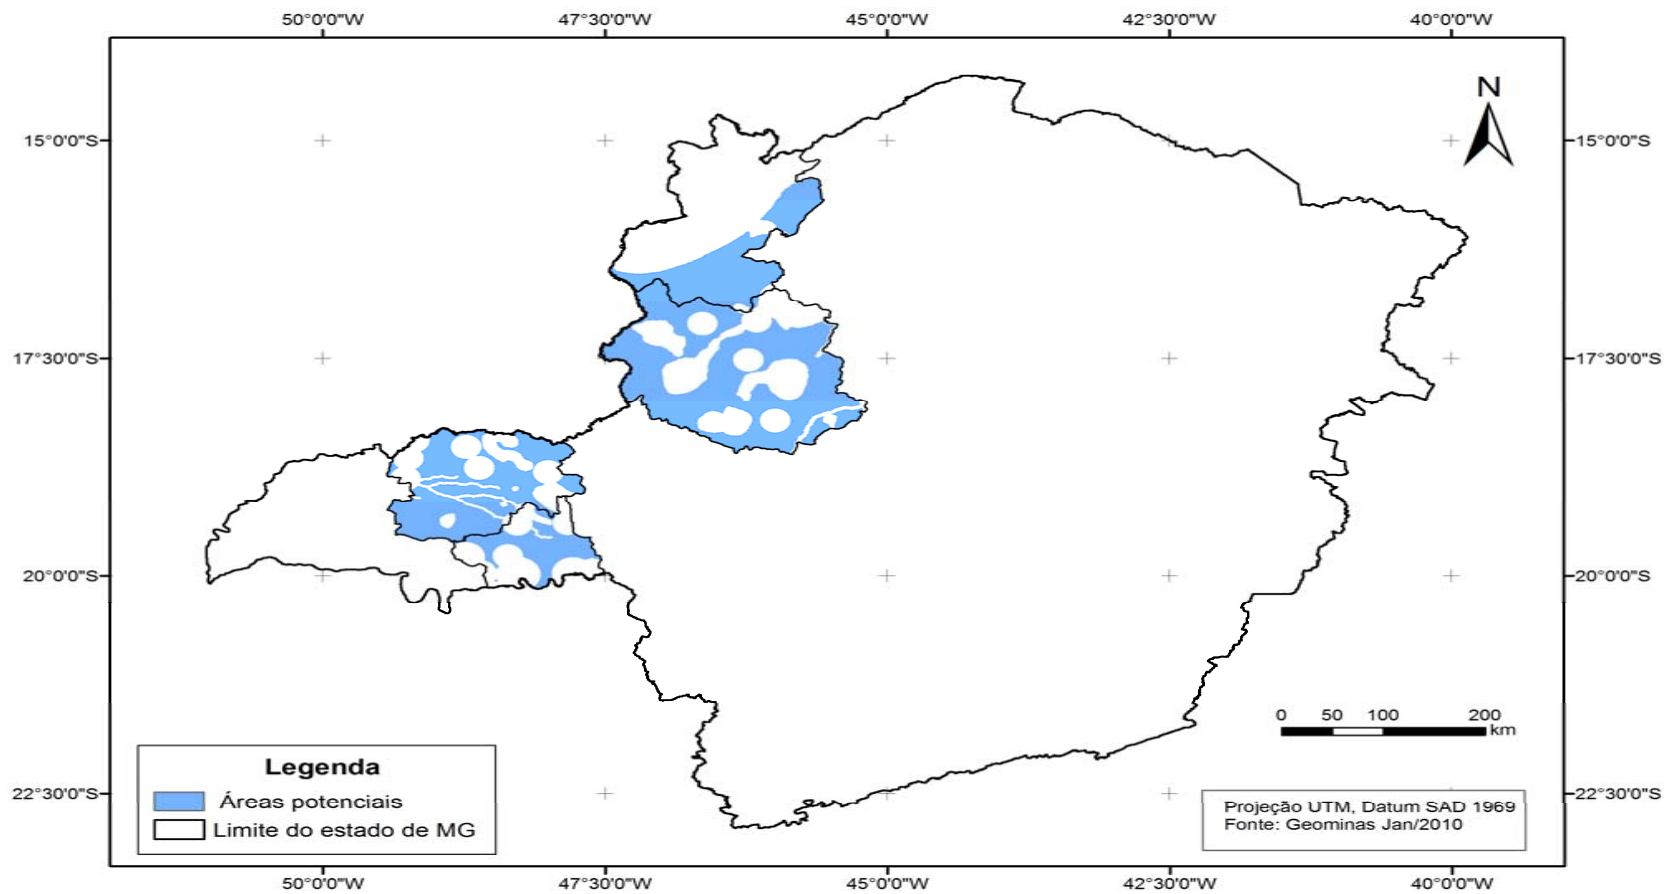 50°0'0"W 47°30'0"W 45°0'0"W 42°30'0"W 40°0'0"W
N
15°0'0"S 15°0'0"S
17°30'0"S 17°30'0"S
20°0'0"S 20°0'0"S
0 50 100 200
km
Legenda
Áreas potenciais
Limite do estado de MG
22°30'0"S 22°30'0"S
Projeção UTM, Datum SAD 1969
Fonte: Geominas Jan/2010
50°0'0"W 47°30'0"W 45°0'0"W 42°30'0"W 40°0'0"W